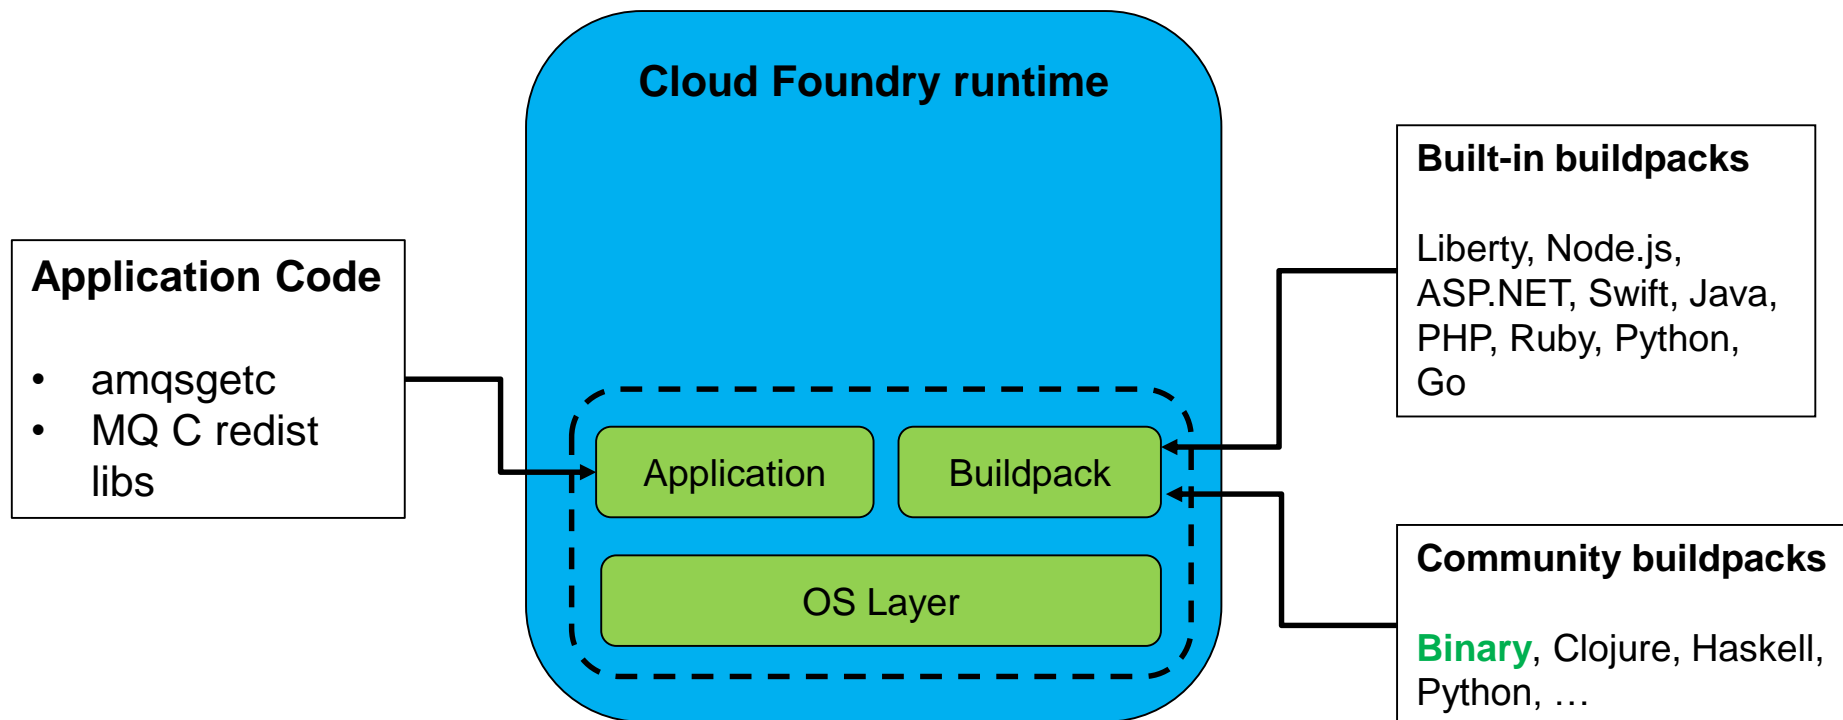 Cloud Foundry runtime
Application Code
• amqsgetc
• MQ C redist
libs
Application
Buildpack
OS Layer
Built-in buildpacks
Liberty, Node.js,
ASP.NET, Swift, Java,
PHP, Ruby, Python,
Go
Community buildpacks
Binary, Clojure, Haskell,
Python, …